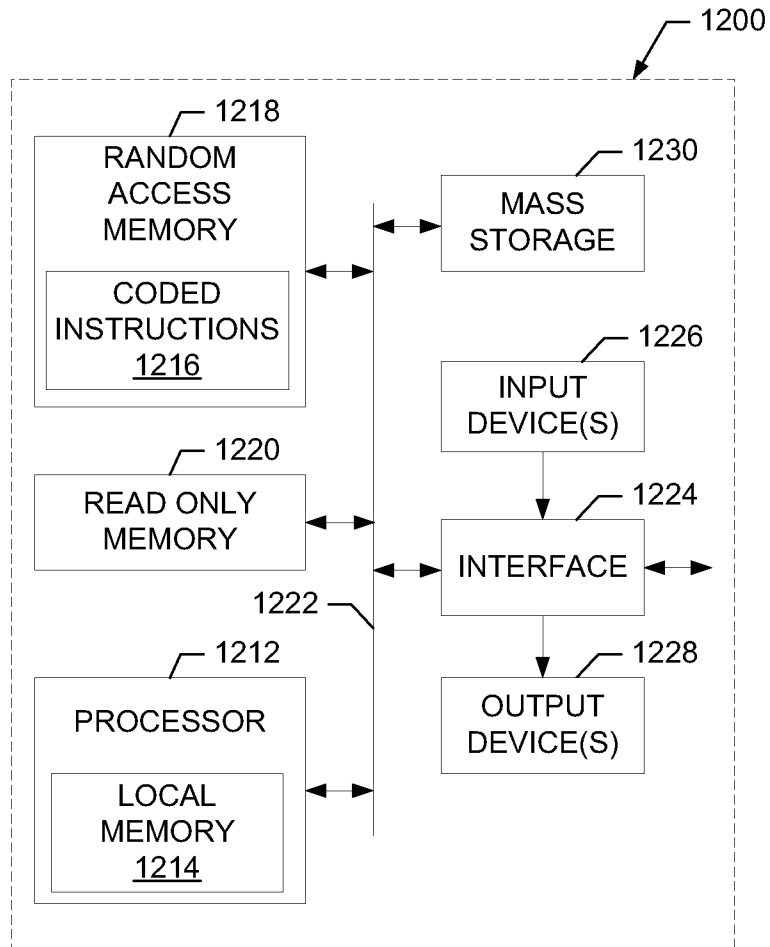 1200
1218
RANDOM
ACCESS
MEMORY
CODED
INSTRUCTIONS
1216
1230
MASS
STORAGE
1226
INPUT
DEVICE(S)
1220
READ ONLY
MEMORY
1224
INTERFACE
1222
1212
PROCESSOR
LOCAL
MEMORY
1214
1228
OUTPUT
DEVICE(S)